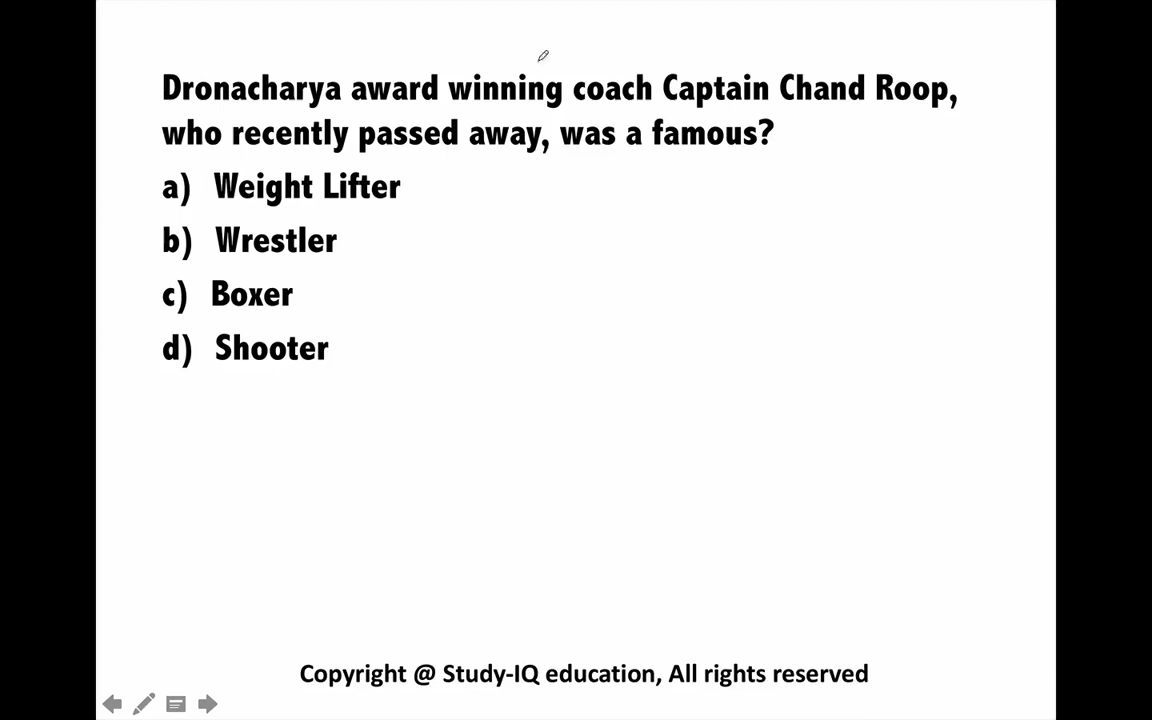 Dronacharya award winning coach Captain Chand Roop,
who recently passed away, was a famous?
a) Weight Lifter
b) Wrestler
c) Boxer
d) Shooter
Copyright @ Study-IQ education, All rights reserved